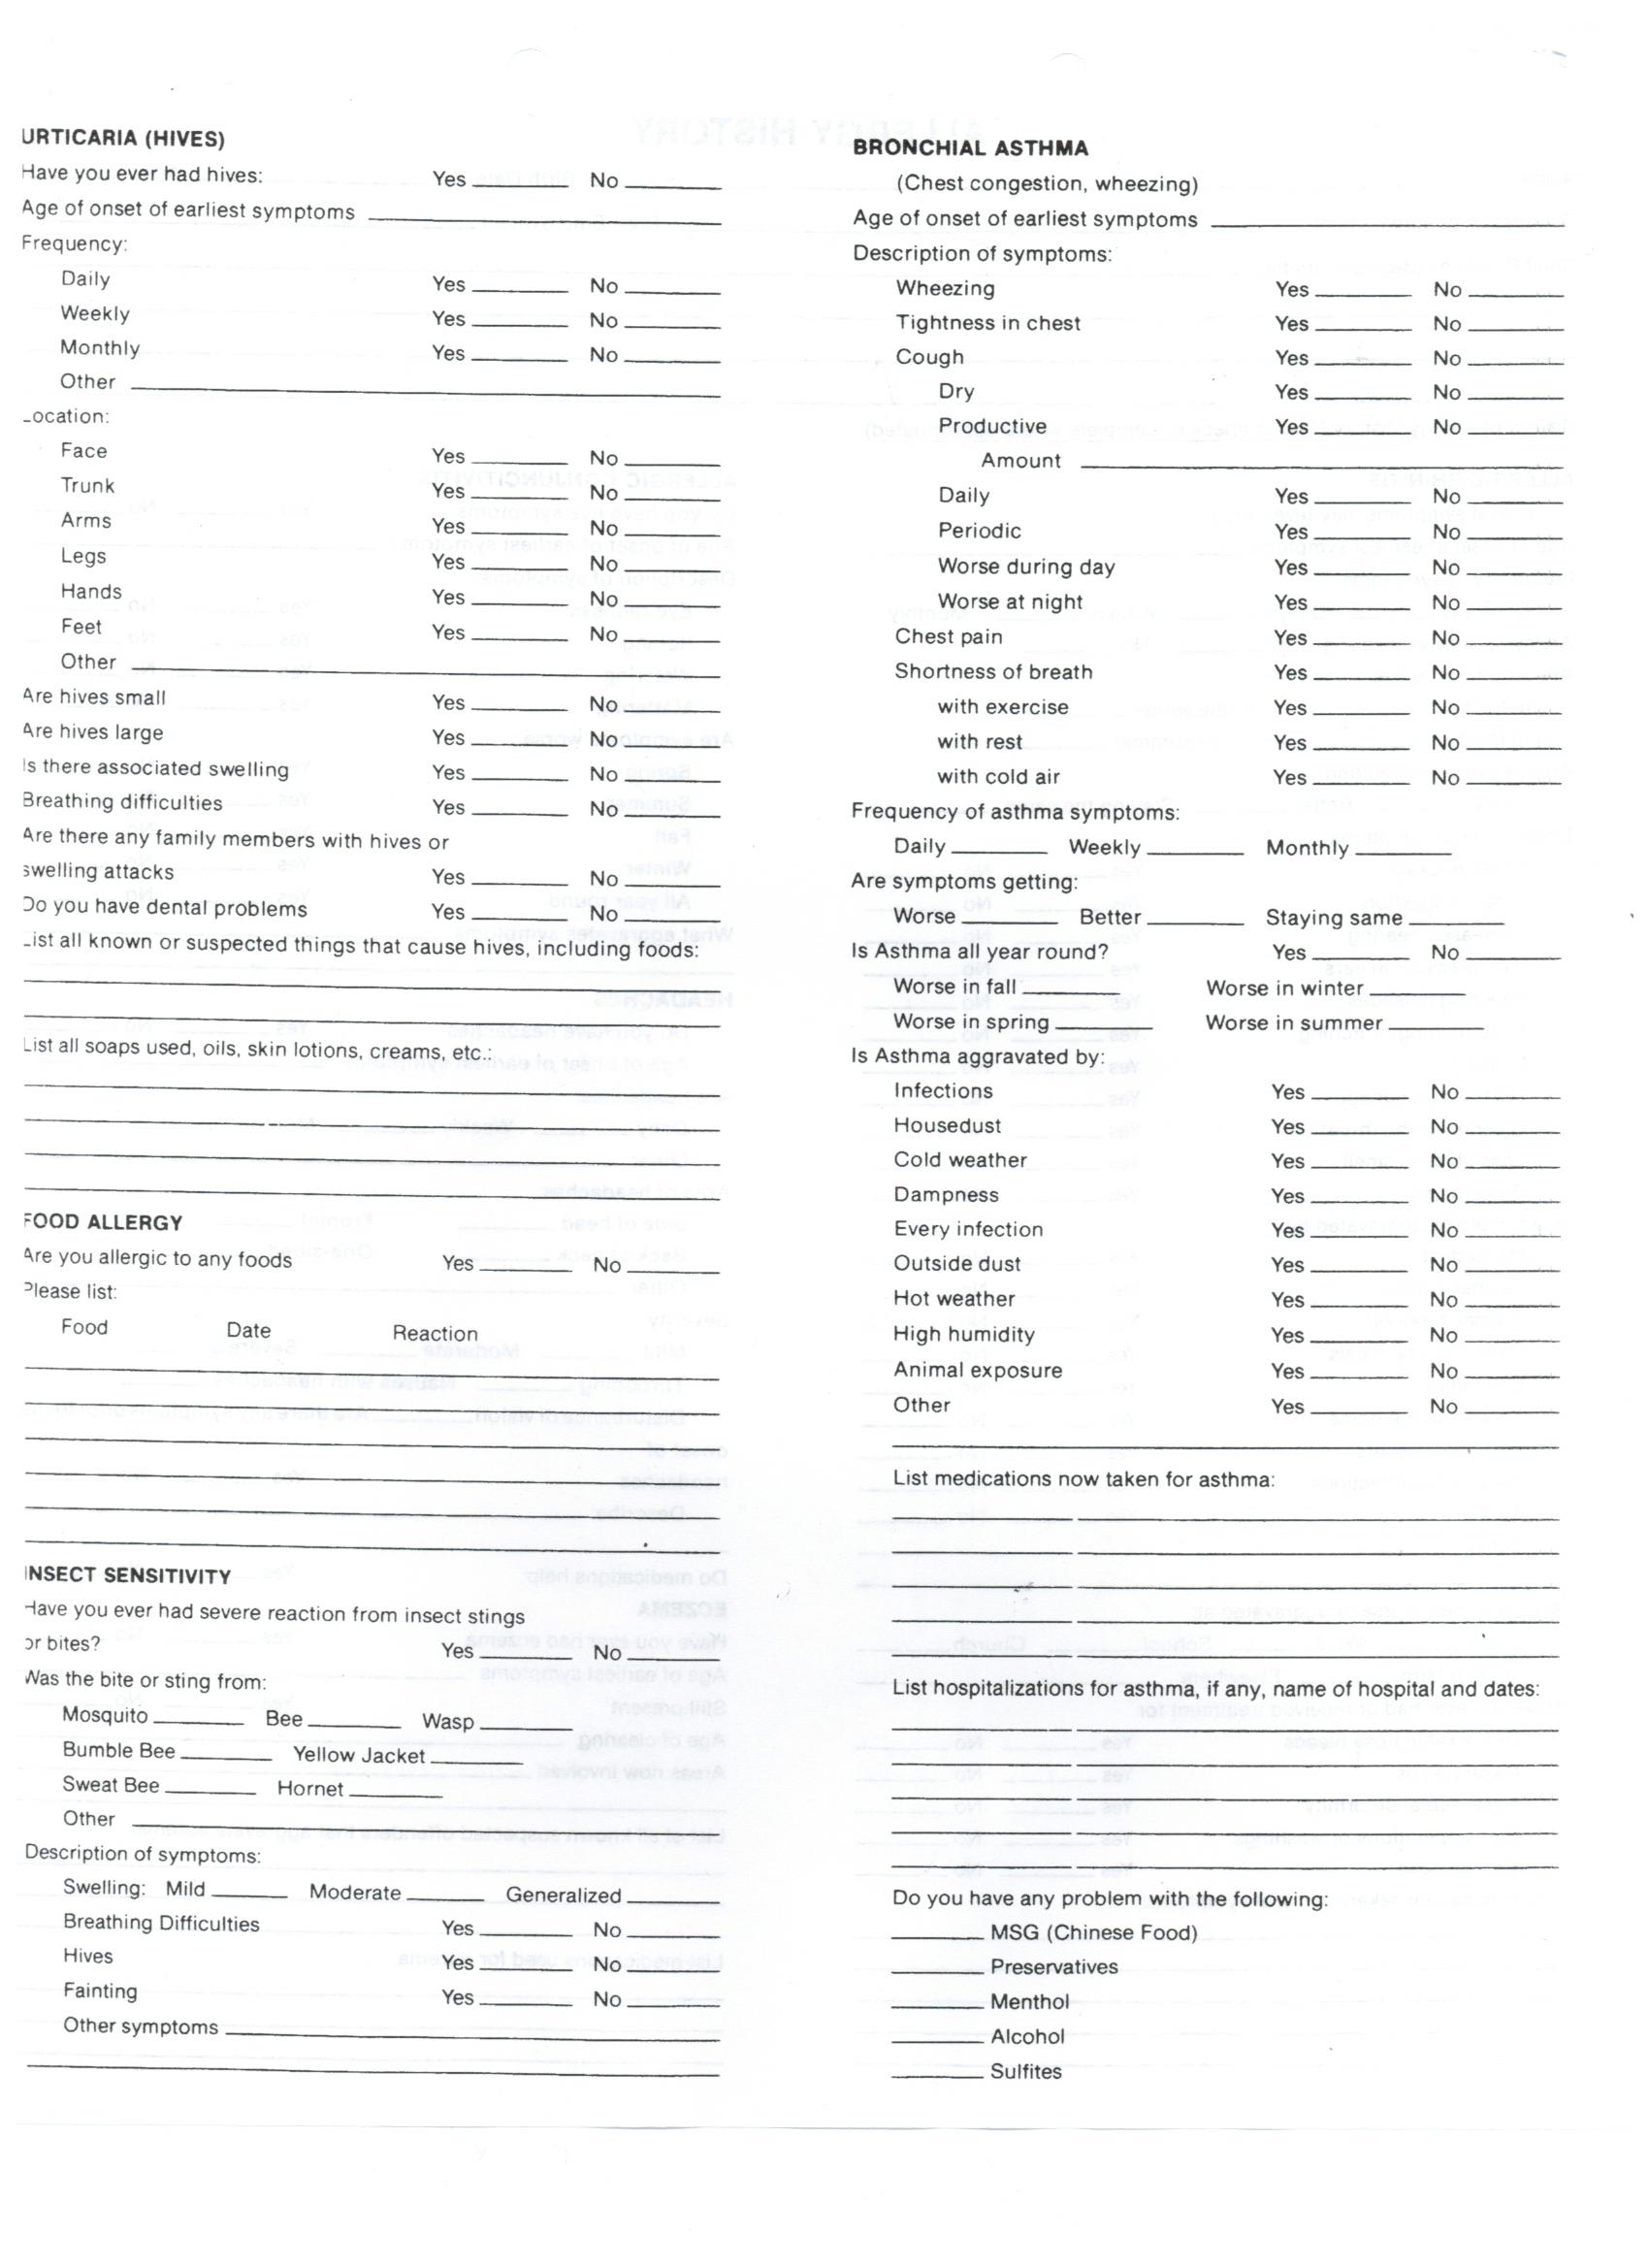 URTICARIA (HIVES)
Have you ever had hives: Yes ______ No ______
Age of onset of earliest symptoms ______
Frequency:
Daily Yes ______ No ______
Weekly Yes ______ No ______
Monthly Yes ______ No ______
Other ______
Location:
Face Yes ______ No ______
Trunk Yes ______ No ______
Arms Yes ______ No ______
Legs Yes ______ No ______
Hands Yes ______ No ______
Feet Yes ______ No ______
Other ______
Are hives small Yes ______ No ______
Are hives large Yes ______ No ______
Is there associated swelling Yes ______ No ______
Breathing difficulties Yes ______ No ______
Are there any family members with hives or
swelling attacks Yes ______ No ______
Do you have dental problems Yes ______ No ______
List all known or suspected things that cause hives, including foods:
List all soaps used, oils, skin lotions, creams, etc.:
FOOD ALLERGY
Are you allergic to any foods Yes ______ No ______
Please list:
Food Date Reaction
INSECT SENSITIVITY
Have you ever had severe reaction from insect stings
or bites? Yes ______ No ______
Was the bite or sting from:
Mosquito ______ Bee ______ Wasp ______
Bumble Bee ______ Yellow Jacket ______
Sweat Bee ______ Hornet ______
Other ______
Description of symptoms:
Swelling: Mild ______ Moderate ______ Generalized ______
Breathing Difficulties Yes ______ No ______
Hives Yes ______ No ______
Fainting Yes ______ No ______
Other symptoms ______
BRONCHIAL ASTHMA
(Chest congestion, wheezing)
Age of onset of earliest symptoms ______
Description of symptoms:
Wheezing Yes ______ No ______
Tightness in chest Yes ______ No ______
Cough Yes ______ No ______
Dry Yes ______ No ______
Productive Yes ______ No ______
Amount ______
Daily Yes ______ No ______
Periodic Yes ______ No ______
Worse during day Yes ______ No ______
Worse at night Yes ______ No ______
Chest pain Yes ______ No ______
Shortness of breath Yes ______ No ______
with exercise Yes ______ No ______
with rest Yes ______ No ______
with cold air Yes ______ No ______
Frequency of asthma symptoms:
Daily ______ Weekly ______ Monthly ______
Are symptoms getting:
Worse ______ Better ______ Staying same ______
Is Asthma all year round? Yes ______ No ______
Worse in fall ______ Worse in winter ______
Worse in spring ______ Worse in summer ______
Is Asthma aggravated by:
Infections Yes ______ No ______
Housedust Yes ______ No ______
Cold weather Yes ______ No ______
Dampness Yes ______ No ______
Every infection Yes ______ No ______
Outside dust Yes ______ No ______
Hot weather Yes ______ No ______
High humidity Yes ______ No ______
Animal exposure Yes ______ No ______
Other Yes ______ No ______
List medications now taken for asthma:
List hospitalizations for asthma, if any, name of hospital and dates:
Do you have any problem with the following:
______ MSG (Chinese Food)
______ Preservatives
______ Menthol
______ Alcohol
______ Sulfites